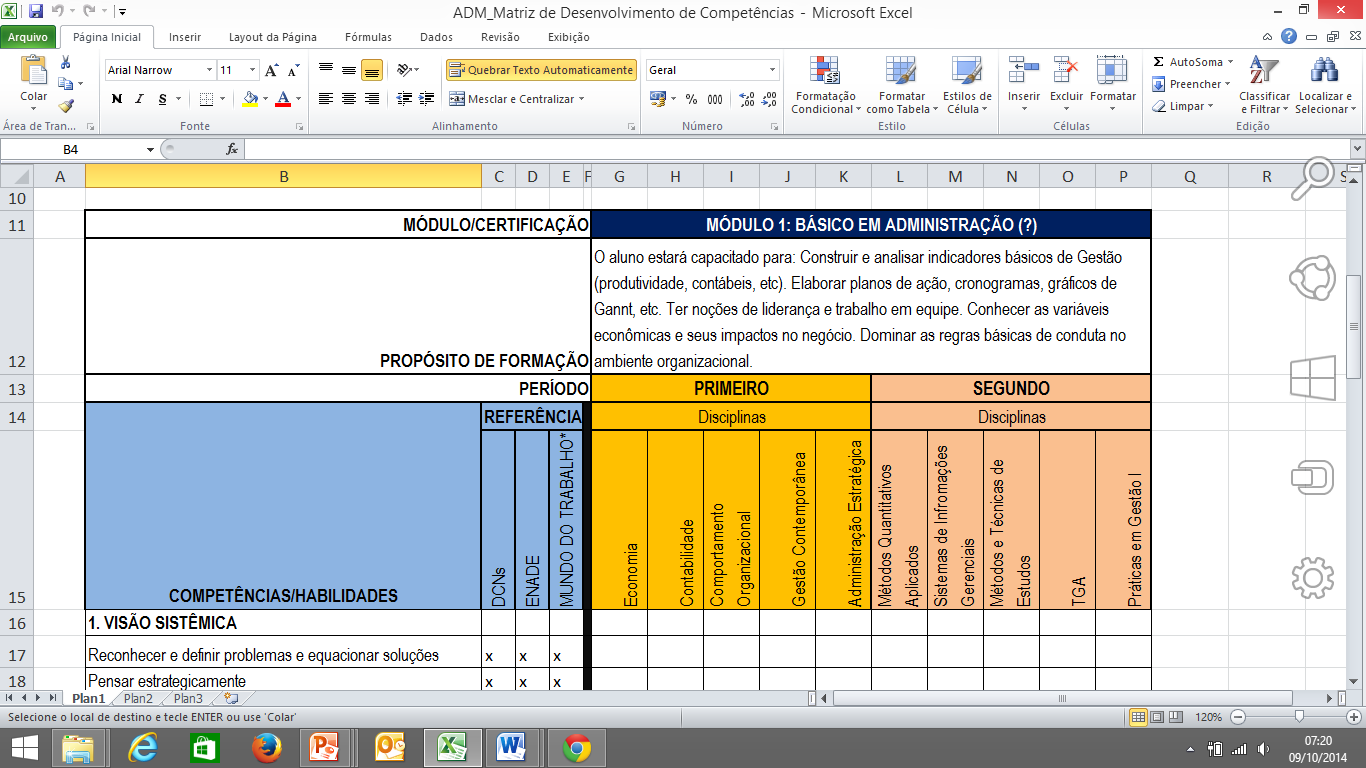 ADM_Matriz de Desenvolvimento de Competências - Microsoft Excel
Arquivo Página Inicial Inserir Layout da Página Fórmulas Dados Revisão Exibição
Colar
Área de Tran...
Arial Narrow 11
N I S
Fonte
Quebrar Texto Automaticamente
Mesclar e Centralizar
Alinhamento
Geral
% 000
Número
Formatação Condicional
Formatar como Tabela
Estilos de Célula
Estilo
Inserir Excluir Formatar
Células
AutoSoma
Preencher
Limpar
Classificar e Filtrar
Localizar e Selecionar
Edição
B4 fx
A B C D E F G H I J K L M N O P Q R S
10
11 MÓDULO/CERTIFICAÇÃO MÓDULO 1: BÁSICO EM ADMINISTRAÇÃO (?)
O aluno estará capacitado para: Construir e analisar indicadores básicos de Gestão
(produtividade, contábeis, etc). Elaborar planos de ação, cronogramas, gráficos de
Gannt, etc. Ter noções de liderança e trabalho em equipe. Conhecer as variáveis
econômicas e seus impactos no negócio. Dominar as regras básicas de conduta no
12 PROPÓSITO DE FORMAÇÃO ambiente organizacional.
13 PERÍODO PRIMEIRO SEGUNDO
14 REFERÊNCIA Disciplinas Disciplinas
15 COMPETÊNCIAS/HABILIDADES
DCNs
ENADE
MUNDO DO TRABALHO*
Economia
Contabilidade
Comportamento
Organizacional
Gestão Contemporânea
Administração Estratégica
Métodos Quantitativos
Aplicados
Sistemas de Infromações
Gerenciais
Métodos e Técnicas de
Estudos
TGA
Práticas em Gestão I
16 1. VISÃO SISTÊMICA
17 Reconhecer e definir problemas e equacionar soluções x x x
18 Pensar estrategicamente x x x
Plan1 Plan2 Plan3
Selecione o local de destino e tecle ENTER ou use 'Colar' 120%
07:20
09/10/2014